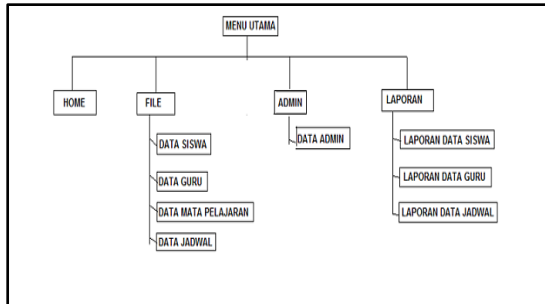 MENU UTAMA
HOME
FILE
ADMIN
LAPORAN
DATA SISWA
DATA GURU
DATA MATA PELAJARAN
DATA JADWAL
DATA ADMIN
LAPORAN DATA SISWA
LAPORAN DATA GURU
LAPORAN DATA JADWAL